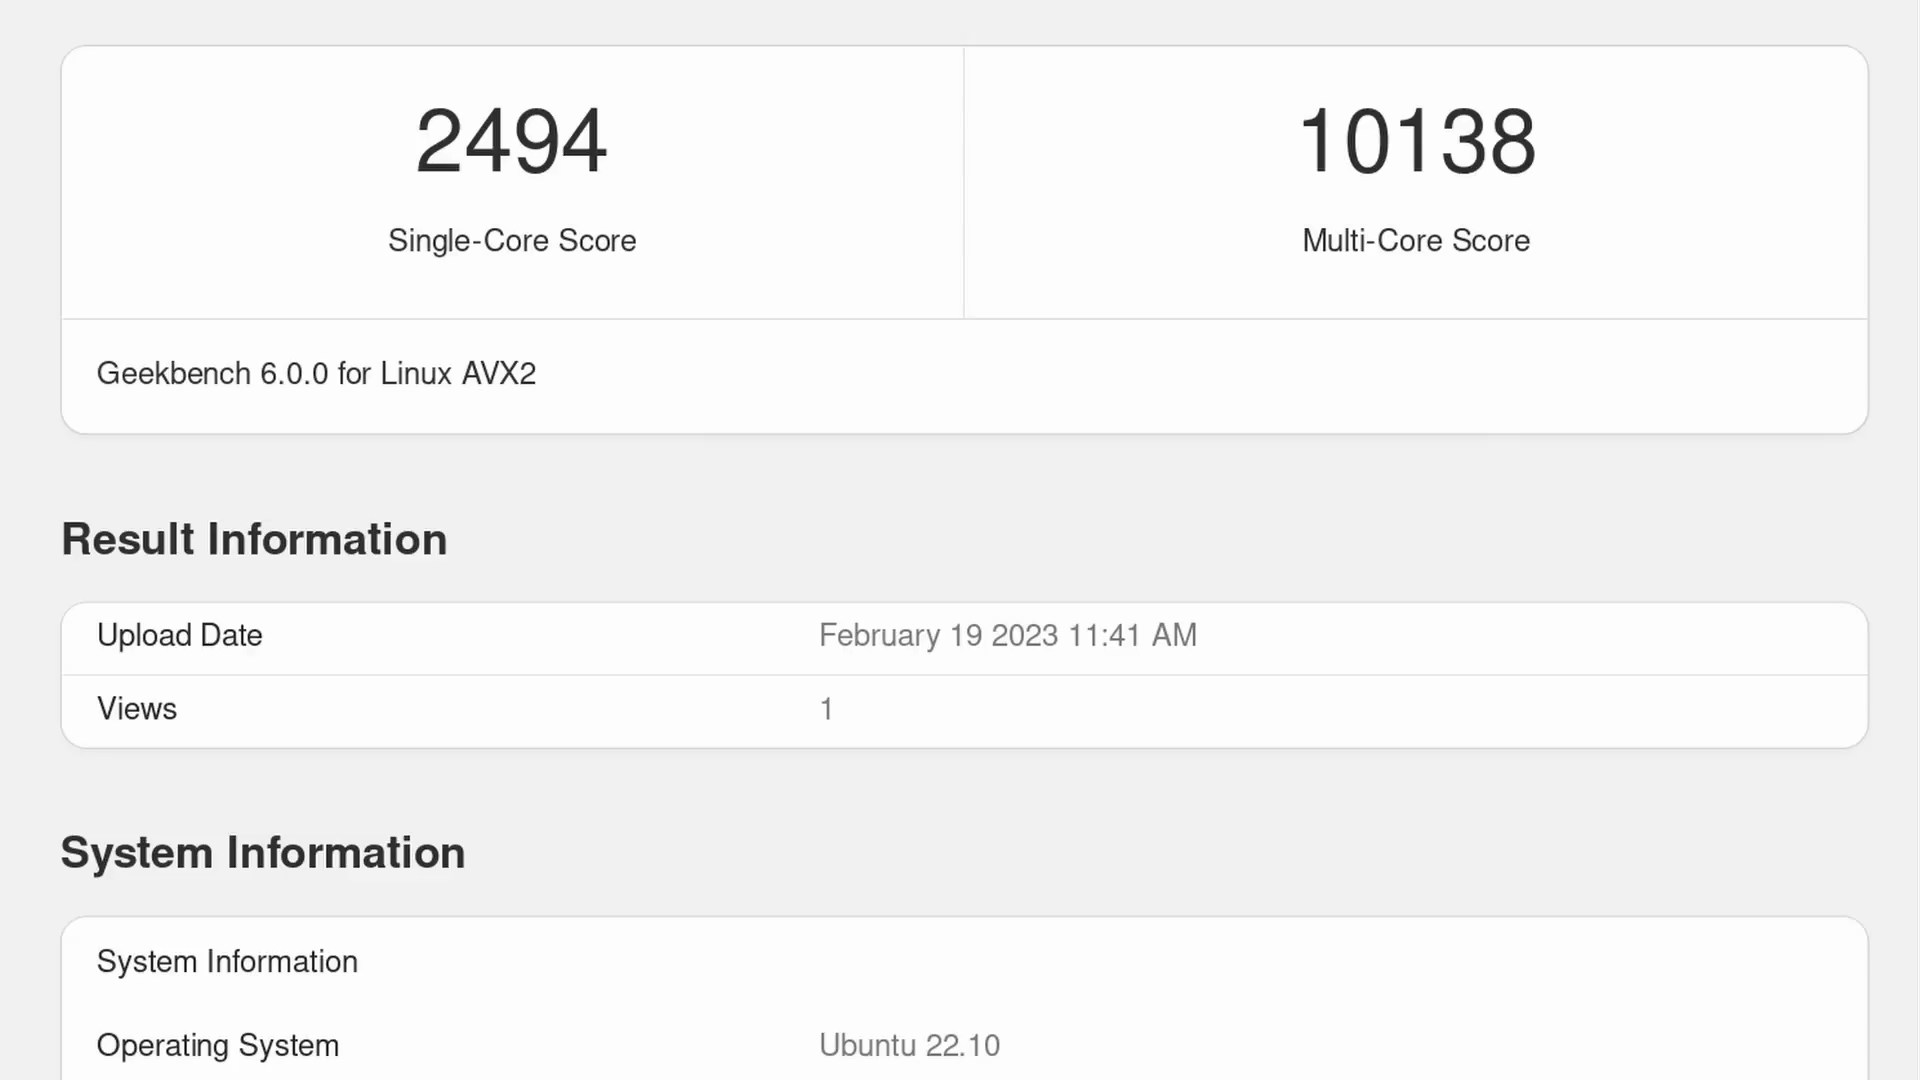 2494
Single-Core Score
10138
Multi-Core Score
Geekbench 6.0.0 for Linux AVX2
Result Information
Upload Date February 19 2023 11:41 AM
Views 1
System Information
System Information
Operating System Ubuntu 22.10